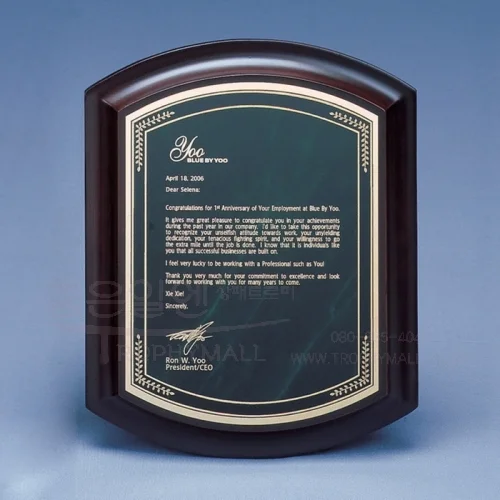 Yoo
BLUE BY YOO
April 18, 2006
Dear Selena:
Congratulations for 1st Anniversary of Your Employment at Blue By Yoo.
It gives me great pleasure to congratulate you in your achievements
during the past year in our company. I'd like to take this opportunity
to recognize your unselfish attitude towards work, your unyielding
dedication, your tenacious fighting spirit, and your willingness to go
the extra mile until the job is done. I know that it is individuals like
you that all successful businesses are built on.
I feel very lucky to be working with a Professional such as You!
Thank you very much for your commitment to excellence and look
forward to working with you for many years to come.
Xie Xie!
Sincerely,
Ron W. Yoo
President/CEO
TROPHYMALL